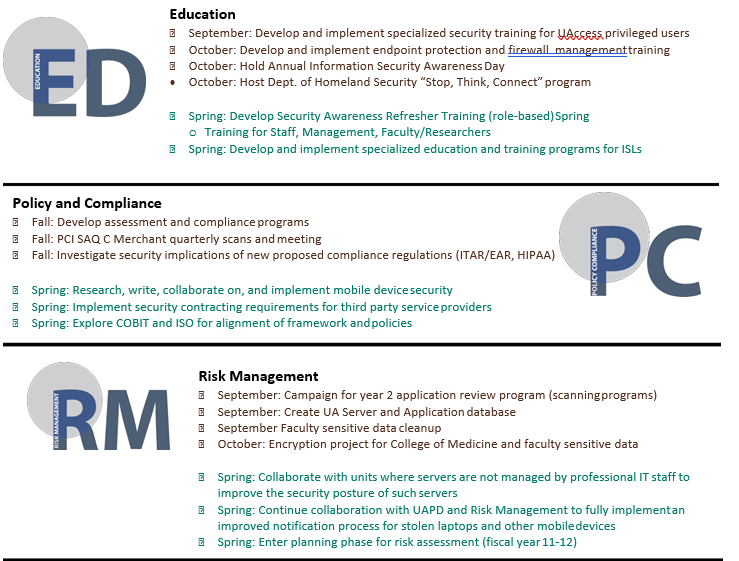 Education
September: Develop and implement specialized security training for UAccess privileged users
October: Develop and implement endpoint protection and firewall management training
October: Hold Annual Information Security Awareness Day
• October: Host Dept. of Homeland Security “Stop, Think, Connect” program
Spring: Develop Security Awareness Refresher Training (role-based)Spring
o Training for Staff, Management, Faculty/Researchers
Spring: Develop and implement specialized education and training programs for ISLs
EDUCATION
ED
Policy and Compliance
Fall: Develop assessment and compliance programs
Fall: PCI SAQ C Merchant quarterly scans and meeting
Fall: Investigate security implications of new proposed compliance regulations (ITAR/EAR, HIPAA)
Spring: Research, write, collaborate on, and implement mobile device security
Spring: Implement security contracting requirements for third party service providers
Spring: Explore COBIT and ISO for alignment of framework and policies
POLICY COMPLIANCE
PC
RISK MANAGEMENT
RM
Risk Management
September: Campaign for year 2 application review program (scanning programs)
September: Create UA Server and Application database
September Faculty sensitive data cleanup
October: Encryption project for College of Medicine and faculty sensitive data
Spring: Collaborate with units where servers are not managed by professional IT staff to
improve the security posture of such servers
Spring: Continue collaboration with UAPD and Risk Management to fully implement an
improved notification process for stolen laptops and other mobile devices
Spring: Enter planning phase for risk assessment (fiscal year 11-12)